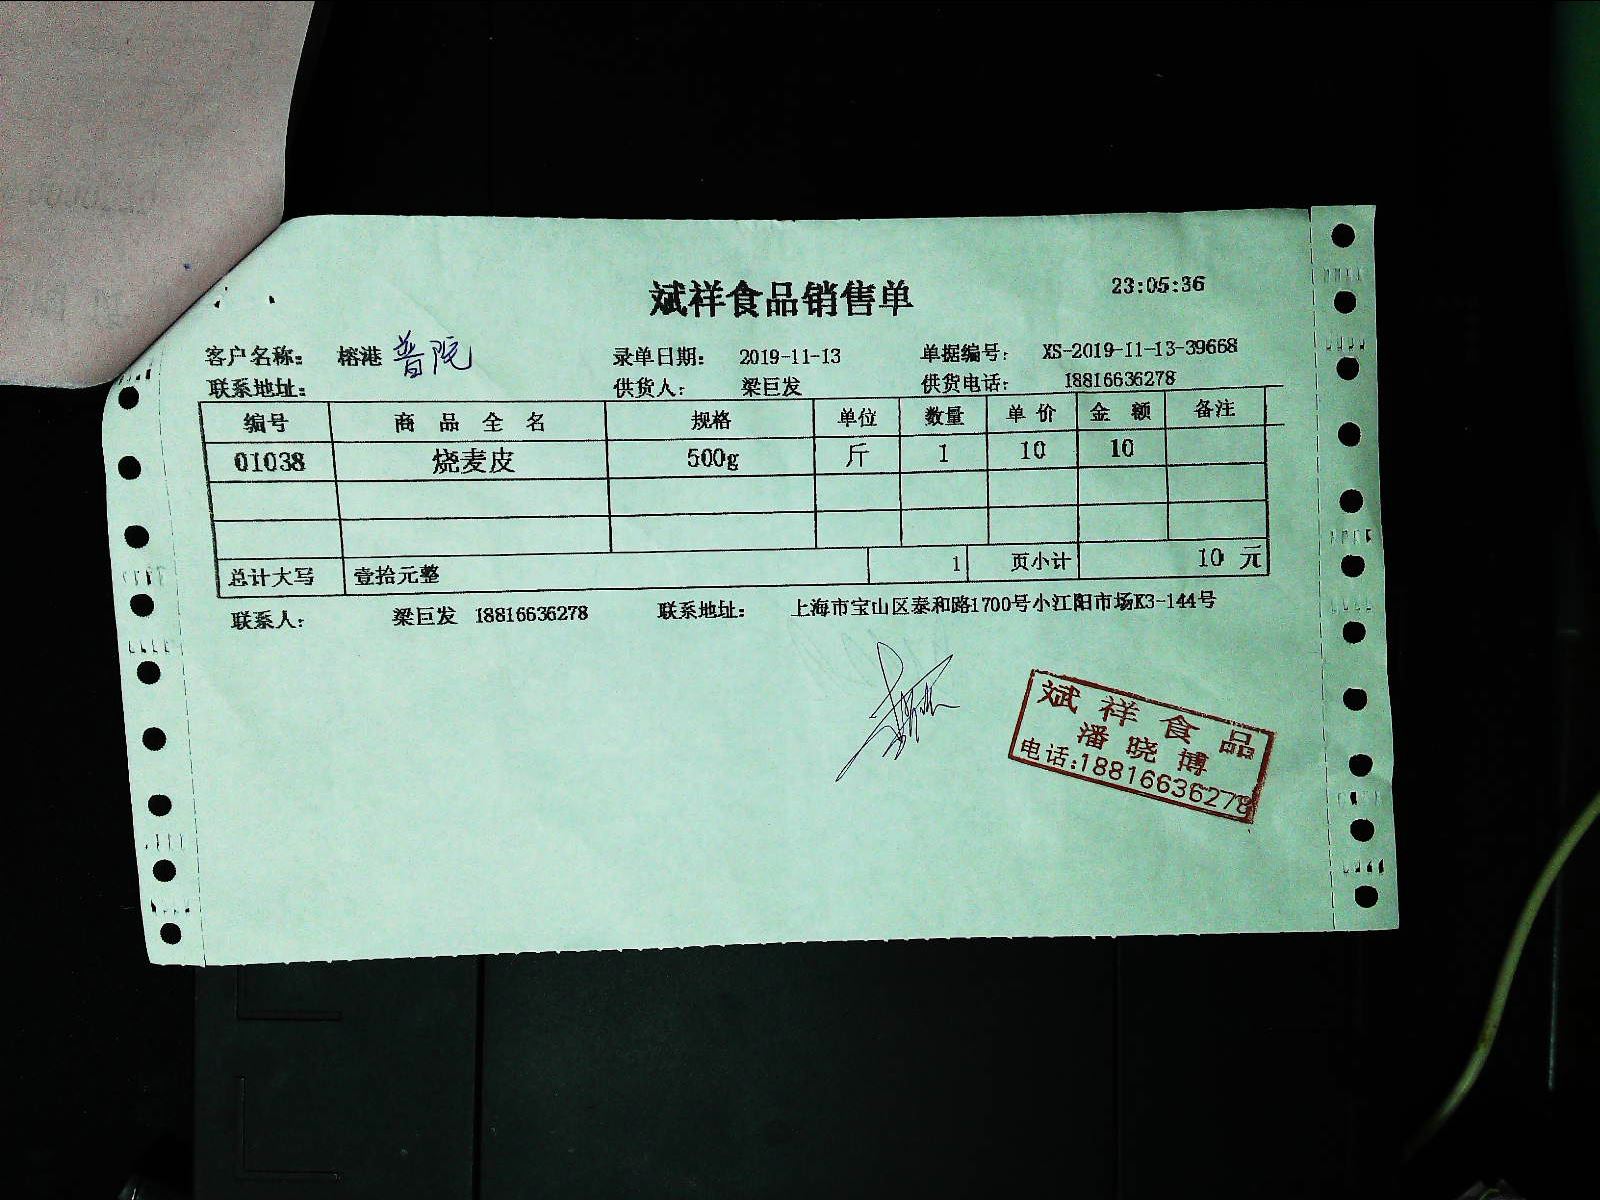 斌祥食品销售单
23:05:36
客户名称： 榕港 普陀 录单日期： 2019-11-13 单据编号： XS-2019-11-13-39668
联系地址： 供货人： 梁巨发 供货电话： 18816636278
编号 商品全名 规格 单位 数量 单价 金额 备注
01038 烧麦皮 500g 斤 1 10 10
总计大写 壹拾元整 1 页小计 10 元
联系人： 梁巨发 18816636278 联系地址： 上海市宝山区泰和路1700号小江阳市场K3-144号
斌祥食品
潘晓博
电话:18816636278